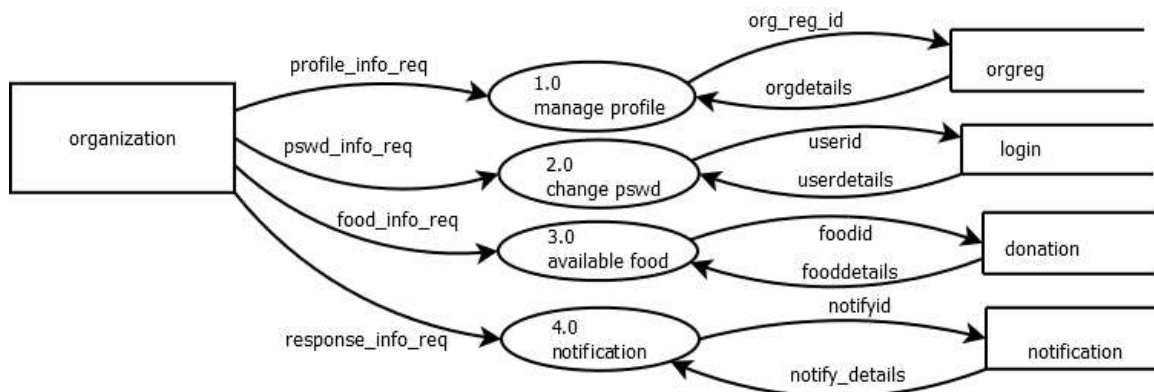 org_reg_id
profile_info_req
1.0
manage profile
orgdetails
orgreg
organization
pswd_info_req
2.0
change pswd
userid
userdetails
login
food_info_req
3.0
available food
foodid
fooddetails
donation
response_info_req
4.0
notification
notifyid
notify_details
notification